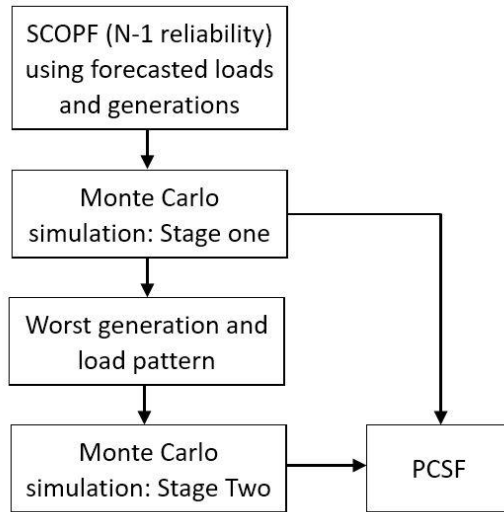 SCOPF (N-1 reliability)
using forecasted loads
and generations
Monte Carlo
simulation: Stage one
Worst generation and
load pattern
Monte Carlo
simulation: Stage Two
PCSF